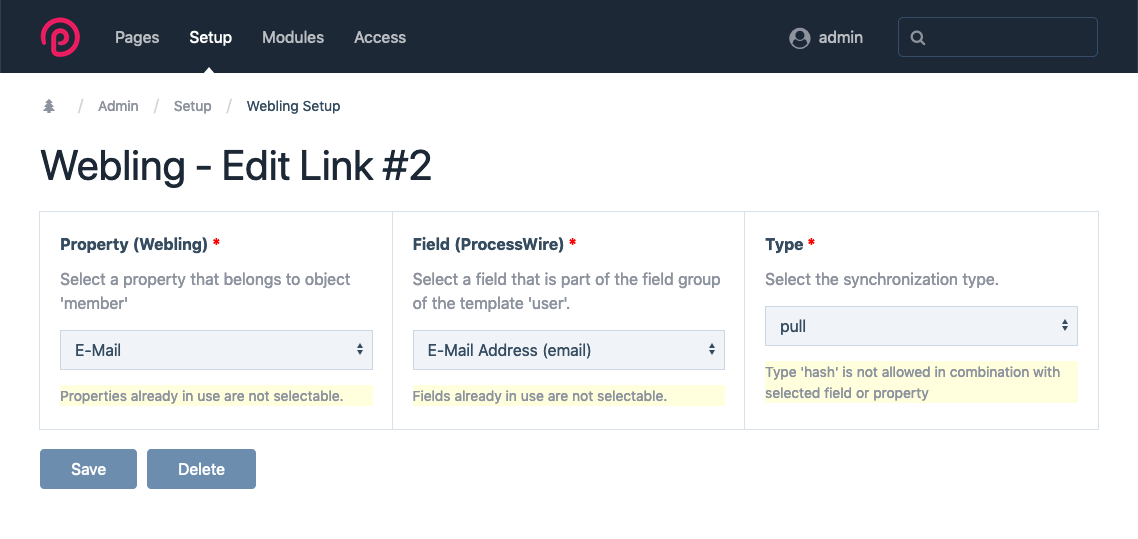 Pages Setup Modules Access admin
/ Admin / Setup / Webling Setup
Webling - Edit Link #2
Property (Webling) *
Select a property that belongs to object
'member'
E-Mail
Properties already in use are not selectable.
Field (ProcessWire) *
Select a field that is part of the field group
of the template 'user'.
E-Mail Address (email)
Fields already in use are not selectable.
Type *
Select the synchronization type.
pull
Type 'hash' is not allowed in combination with
selected field or property
Save Delete